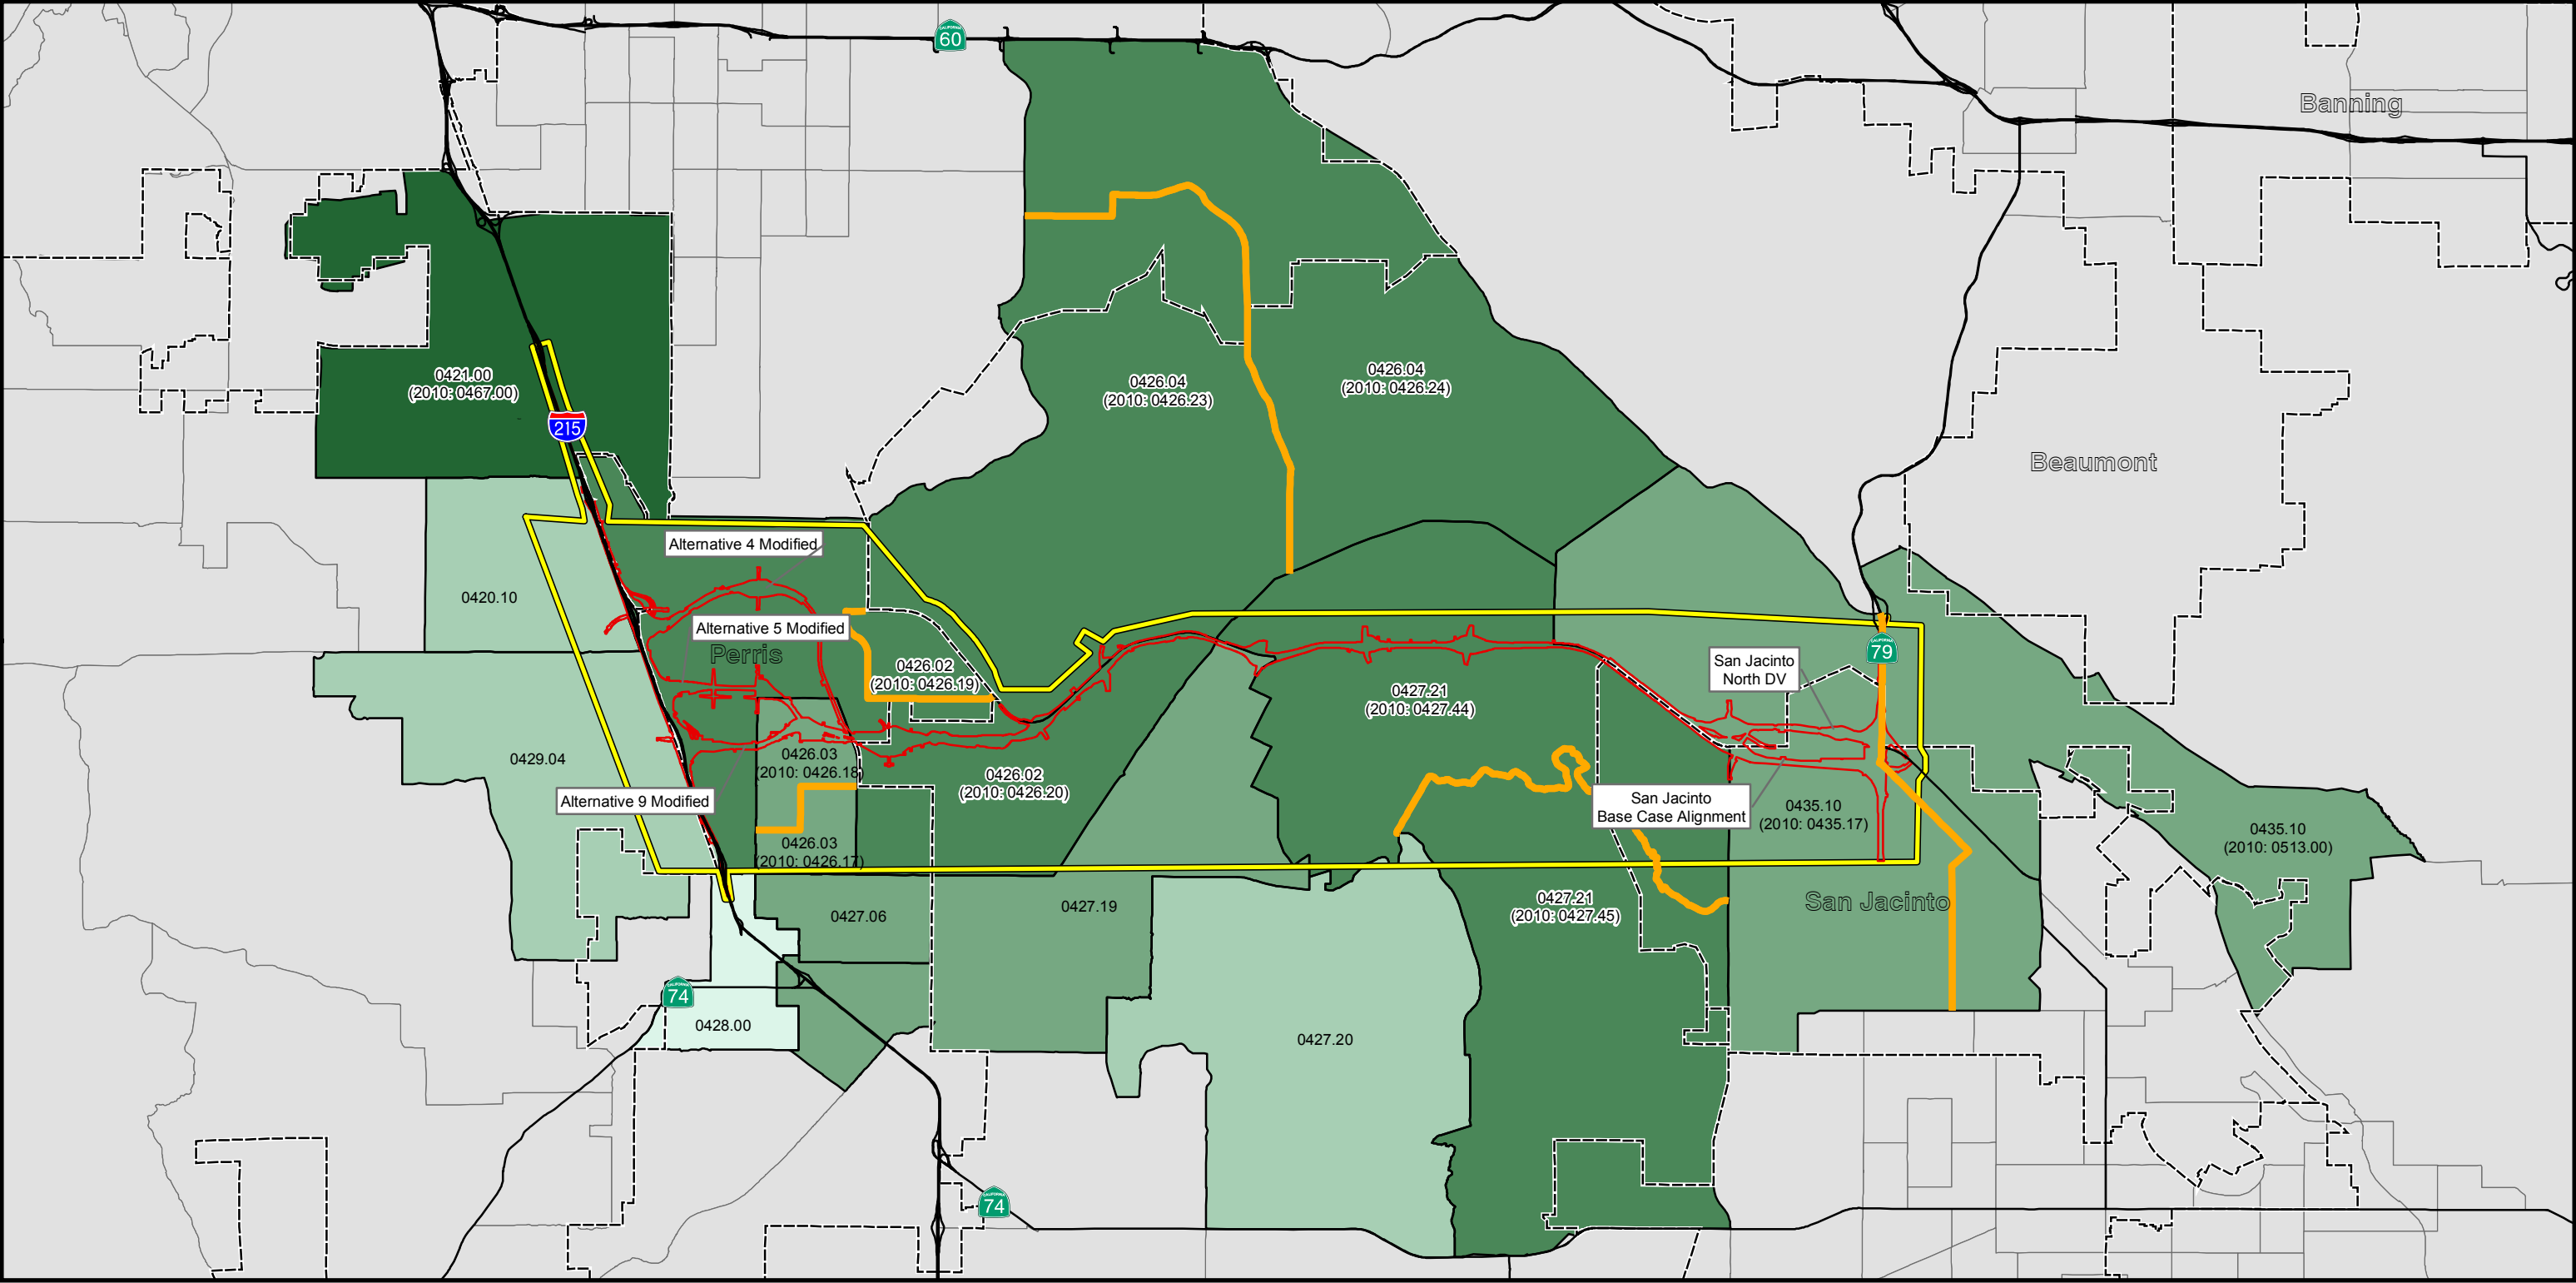 CALIFORNIA
60
Banning
0421.00
(2010: 0467.00)
0426.04
(2010: 0426.23)
0426.04
(2010: 0426.24)
215
Beaumont
Alternative 4 Modified
0420.10
Alternative 5 Modified
Perris
0426.02
(2010: 0426.19)
CALIFORNIA
79
San Jacinto
North DV
0427.21
(2010: 0427.44)
0429.04
0426.03
(2010: 0426.18)
0426.02
(2010: 0426.20)
Alternative 9 Modified
San Jacinto
Base Case Alignment
0435.10
(2010: 0435.17)
0426.03
(2010: 0426.17)
0435.10
(2010: 0513.00)
0427.06
0427.19
0427.21
(2010: 0427.45)
San Jacinto
CALIFORNIA
74
0428.00
0427.20
CALIFORNIA
74